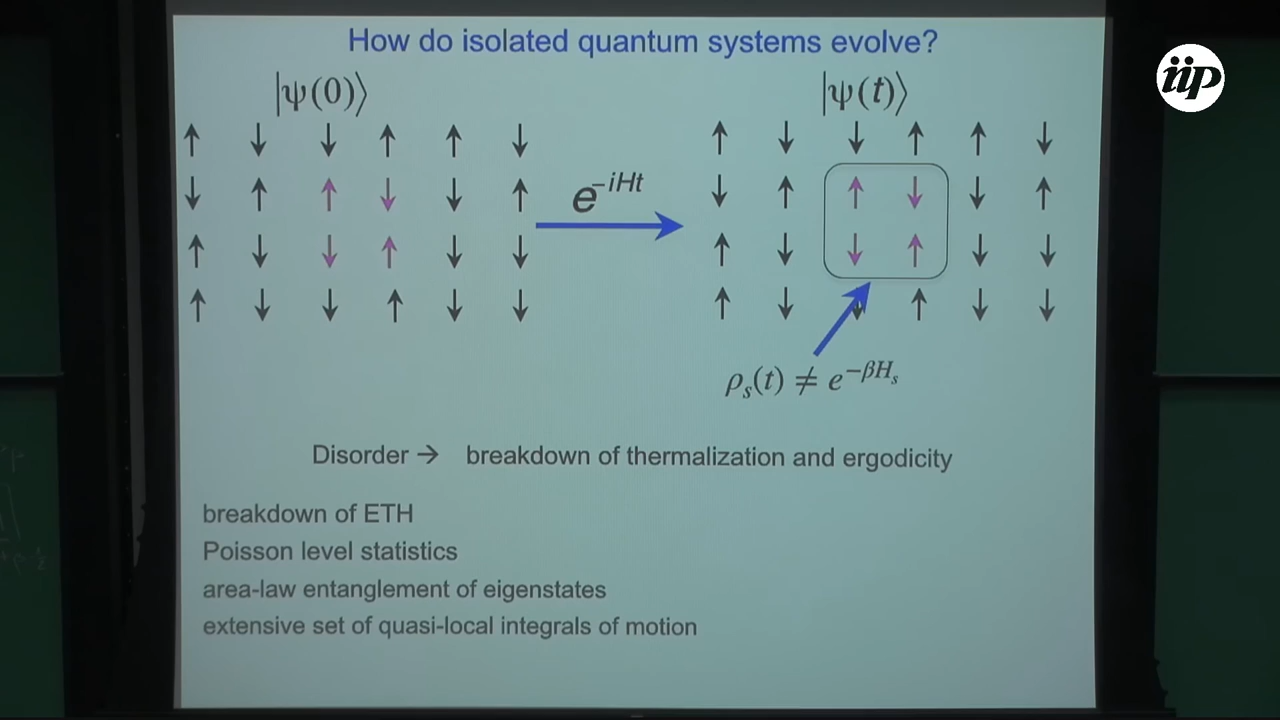 How do isolated quantum systems evolve?
|ψ(0)⟩
|ψ(t)⟩
e^{-iHt}
ρ_s(t) ≠ e^{-βH_s}
Disorder → breakdown of thermalization and ergodicity
breakdown of ETH
Poisson level statistics
area-law entanglement of eigenstates
extensive set of quasi-local integrals of motion
iip